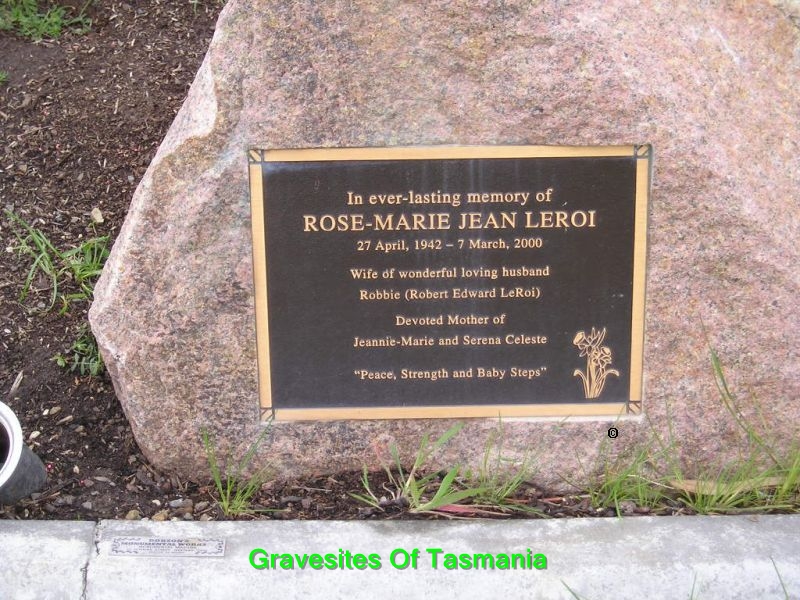 In ever-lasting memory of
ROSE-MARIE JEAN LEROI
27 April, 1942 – 7 March, 2000
Wife of wonderful loving husband
Robbie (Robert Edward LeRoi)
Devoted Mother of
Jeannie-Marie and Serena Celeste
“Peace, Strength and Baby Steps”
©
MONUMENTAL WORKS
Gravesites Of Tasmania